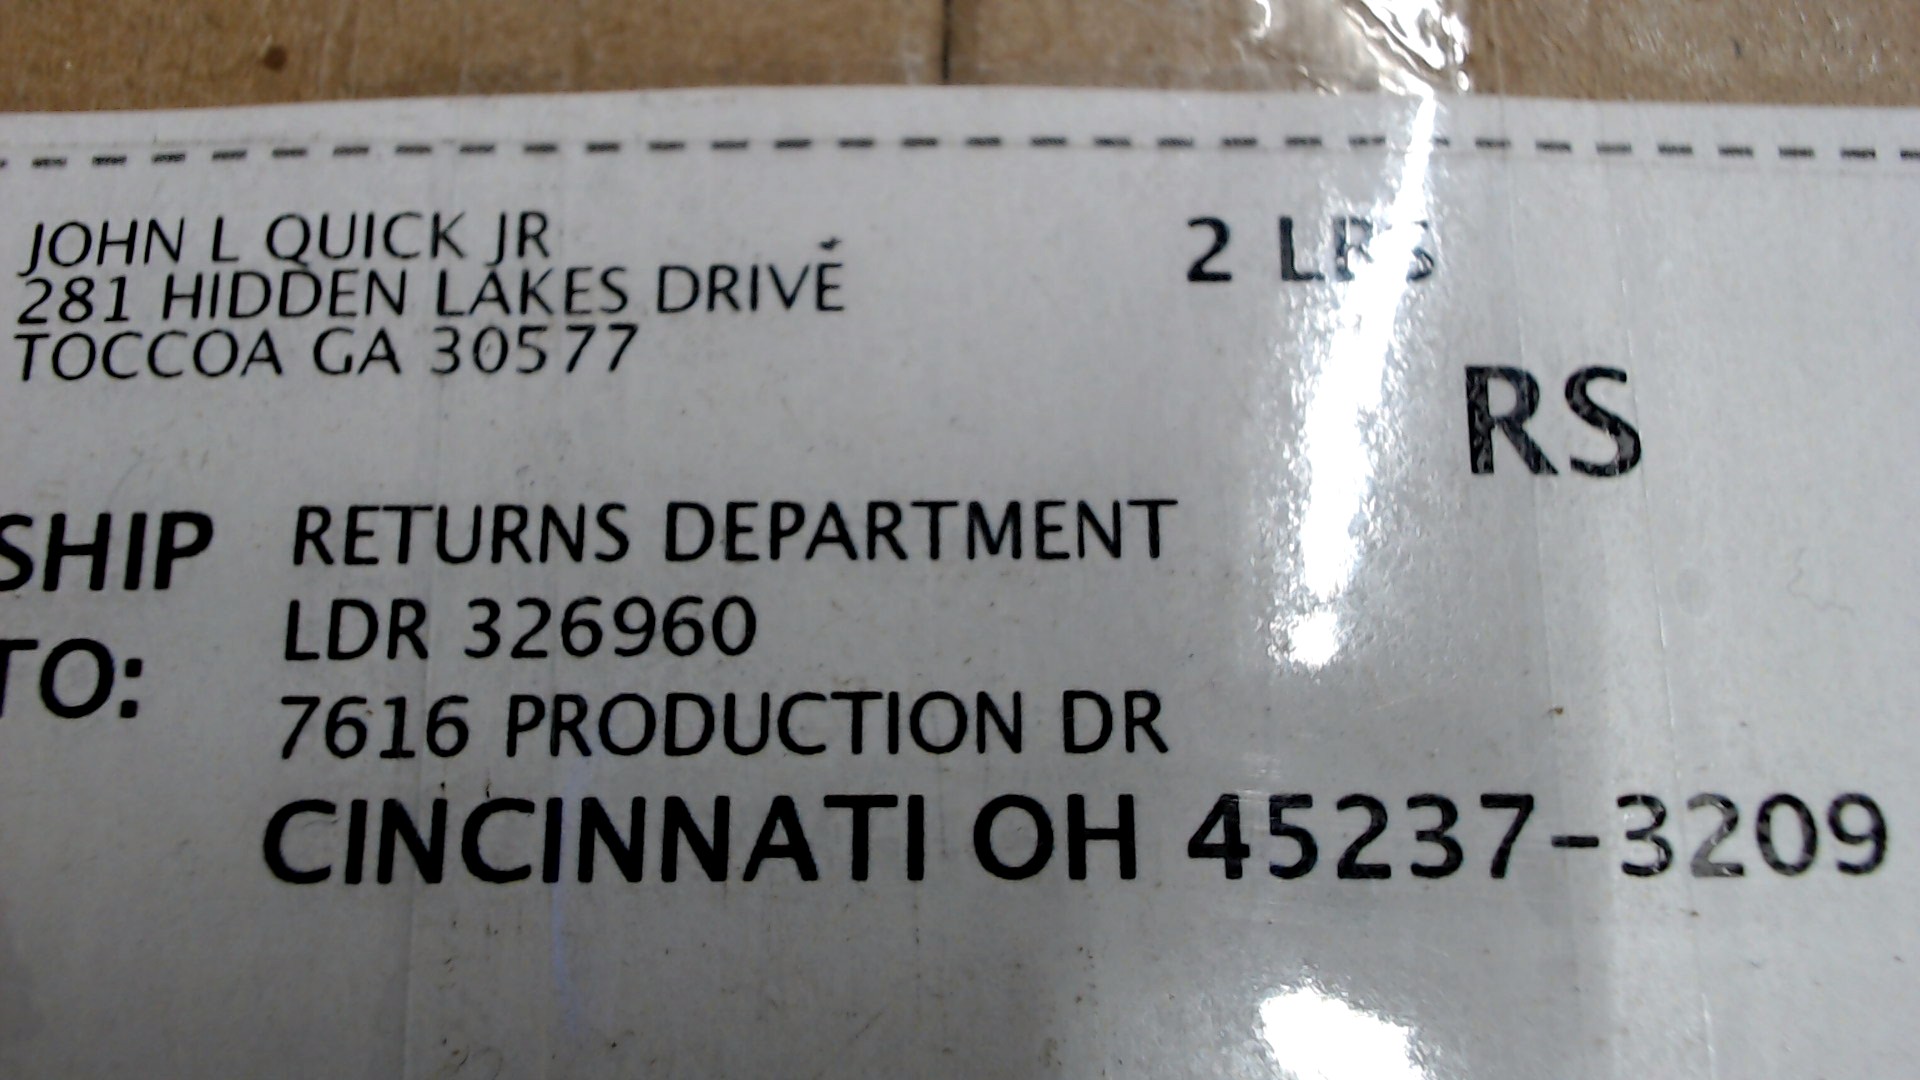 JOHN L QUICK JR
281 HIDDEN LAKES DRIVE
TOCCOA GA 30577
2 LBS
RS
SHIP
TO:
RETURNS DEPARTMENT
LDR 326960
7616 PRODUCTION DR
CINCINNATI OH 45237-3209